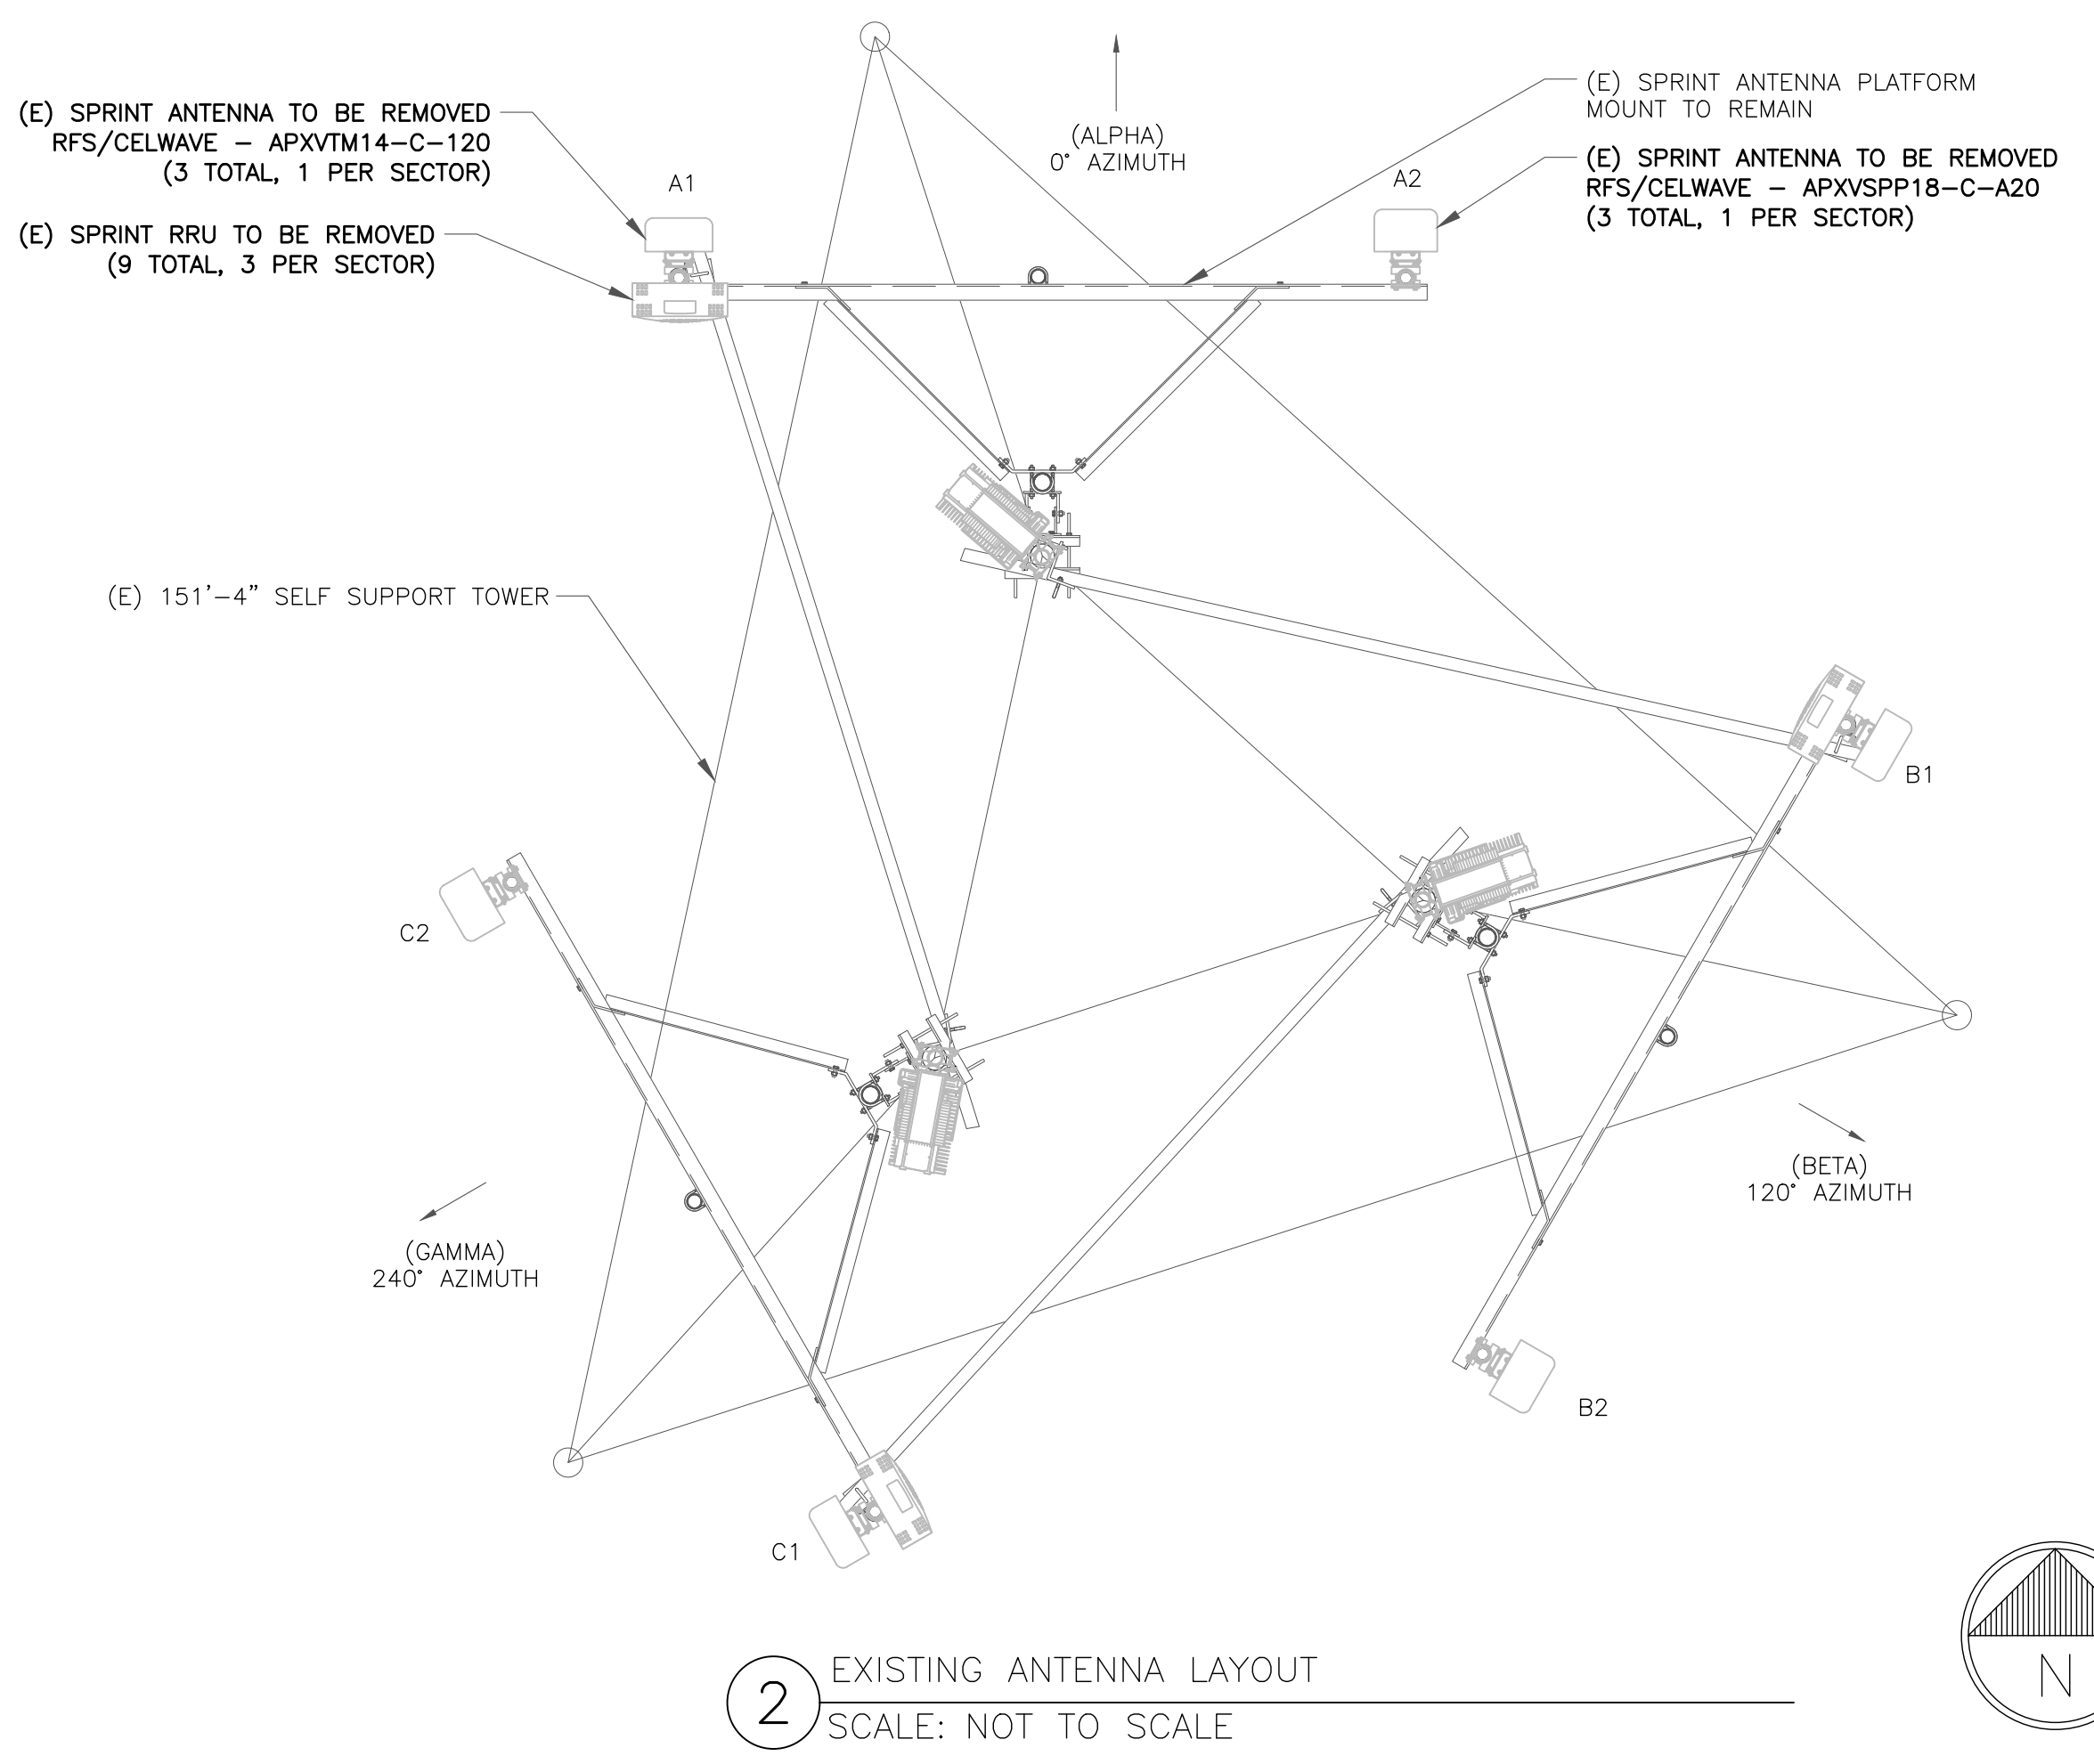 (E) SPRINT ANTENNA TO BE REMOVED
RFS/CELWAVE - APXVTM14-C-120
(3 TOTAL, 1 PER SECTOR)
(E) SPRINT RRU TO BE REMOVED
(9 TOTAL, 3 PER SECTOR)
A1
(ALPHA)
0° AZIMUTH
A2
(E) SPRINT ANTENNA PLATFORM
MOUNT TO REMAIN
(E) SPRINT ANTENNA TO BE REMOVED
RFS/CELWAVE - APXVSPP18-C-A20
(3 TOTAL, 1 PER SECTOR)
(E) 151'-4" SELF SUPPORT TOWER
B1
C2
(BETA)
120° AZIMUTH
(GAMMA)
240° AZIMUTH
B2
C1
2
EXISTING ANTENNA LAYOUT
SCALE: NOT TO SCALE
N